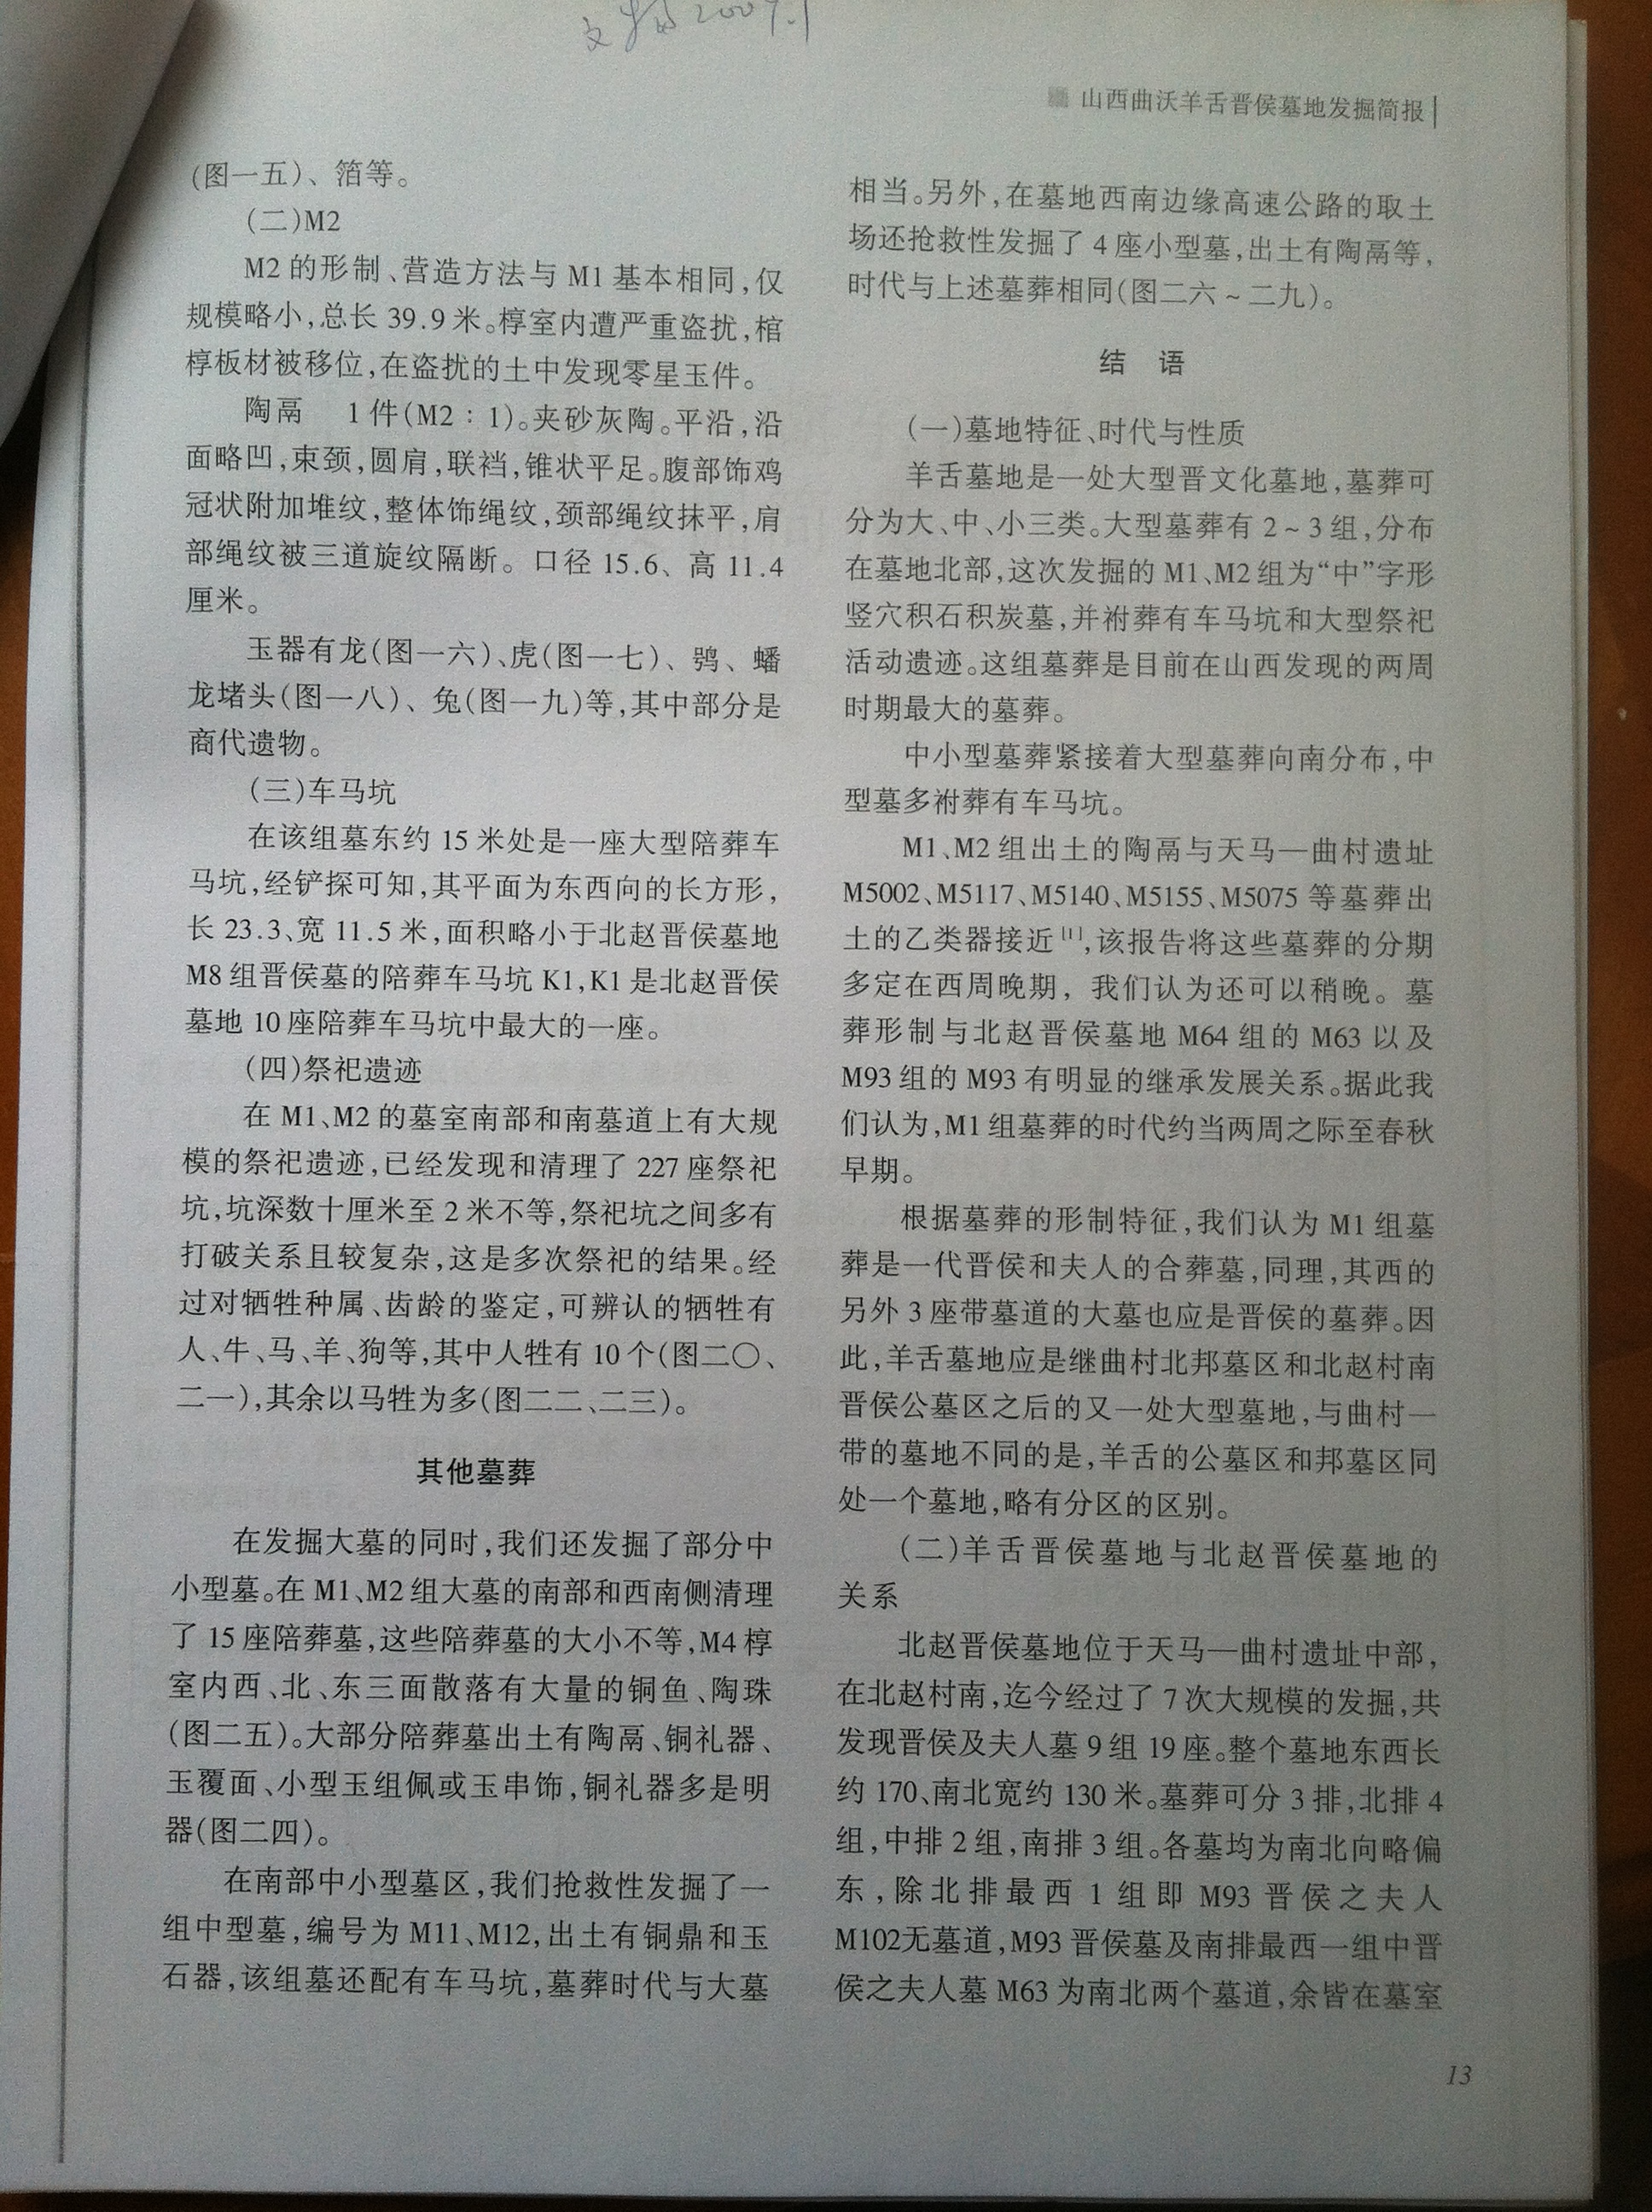 文物2009.1
山西曲沃羊舌晋侯墓地发掘简报
(图一五)、箔等。
(二)M2
M2 的形制、营造方法与 M1 基本相同,仅
规模略小,总长 39.9 米。椁室内遭严重盗扰,棺
椁板材被移位,在盗扰的土中发现零星玉件。
陶鬲 1 件(M2∶1)。夹砂灰陶。平沿,沿
面略凹,束颈,圆肩,联裆,锥状平足。腹部饰鸡
冠状附加堆纹,整体饰绳纹,颈部绳纹抹平,肩
部绳纹被三道旋纹隔断。口径 15.6、高 11.4
厘米。
玉器有龙(图一六)、虎(图一七)、鸮、蟠
龙堵头(图一八)、兔(图一九)等,其中部分是
商代遗物。
(三)车马坑
在该组墓东约 15 米处是一座大型陪葬车
马坑,经铲探可知,其平面为东西向的长方形,
长 23.3、宽 11.5 米,面积略小于北赵晋侯墓地
M8 组晋侯墓的陪葬车马坑 K1,K1 是北赵晋侯
墓地 10 座陪葬车马坑中最大的一座。
(四)祭祀遗迹
在 M1、M2 的墓室南部和南墓道上有大规
模的祭祀遗迹,已经发现和清理了 227 座祭祀
坑,坑深数十厘米至 2 米不等,祭祀坑之间多有
打破关系且较复杂,这是多次祭祀的结果。经
过对牺牲种属、齿龄的鉴定,可辨认的牺牲有
人、牛、马、羊、狗等,其中人牲有 10 个(图二〇、
二一),其余以马牲为多(图二二、二三)。
其他墓葬
在发掘大墓的同时,我们还发掘了部分中
小型墓。在 M1、M2 组大墓的南部和西南侧清理
了 15 座陪葬墓,这些陪葬墓的大小不等,M4 椁
室内西、北、东三面散落有大量的铜鱼、陶珠
(图二五)。大部分陪葬墓出土有陶鬲、铜礼器、
玉覆面、小型玉组佩或玉串饰,铜礼器多是明
器(图二四)。
在南部中小型墓区,我们抢救性发掘了一
组中型墓,编号为 M11、M12,出土有铜鼎和玉
石器,该组墓还配有车马坑,墓葬时代与大墓
相当。另外,在墓地西南边缘高速公路的取土
场还抢救性发掘了 4 座小型墓,出土有陶鬲等,
时代与上述墓葬相同(图二六~二九)。
结 语
(一)墓地特征、时代与性质
羊舌墓地是一处大型晋文化墓地,墓葬可
分为大、中、小三类。大型墓葬有 2~3 组,分布
在墓地北部,这次发掘的 M1、M2 组为“中”字形
竖穴积石积炭墓,并祔葬有车马坑和大型祭祀
活动遗迹。这组墓葬是目前在山西发现的两周
时期最大的墓葬。
中小型墓葬紧接着大型墓葬向南分布,中
型墓多祔葬有车马坑。
M1、M2 组出土的陶鬲与天马—曲村遗址
M5002、M5117、M5140、M5155、M5075 等墓葬出
土的乙类器接近[1],该报告将这些墓葬的分期
多定在西周晚期,我们认为还可以稍晚。墓
葬形制与北赵晋侯墓地 M64 组的 M63 以及
M93 组的 M93 有明显的继承发展关系。据此我
们认为,M1 组墓葬的时代约当两周之际至春秋
早期。
根据墓葬的形制特征,我们认为 M1 组墓
葬是一代晋侯和夫人的合葬墓,同理,其西的
另外 3 座带墓道的大墓也应是晋侯的墓葬。因
此,羊舌墓地应是继曲村北邦墓区和北赵村南
晋侯公墓区之后的又一处大型墓地,与曲村一
带的墓地不同的是,羊舌的公墓区和邦墓区同
处一个墓地,略有分区的区别。
(二)羊舌晋侯墓地与北赵晋侯墓地的
关系
北赵晋侯墓地位于天马—曲村遗址中部,
在北赵村南,迄今经过了 7 次大规模的发掘,共
发现晋侯及夫人墓 9 组 19 座。整个墓地东西长
约 170、南北宽约 130 米。墓葬可分 3 排,北排 4
组,中排 2 组,南排 3 组。各墓均为南北向略偏
东,除北排最西 1 组即 M93 晋侯之夫人
M102无墓道,M93 晋侯墓及南排最西一组中晋
侯之夫人墓 M63 为南北两个墓道,余皆在墓室
13